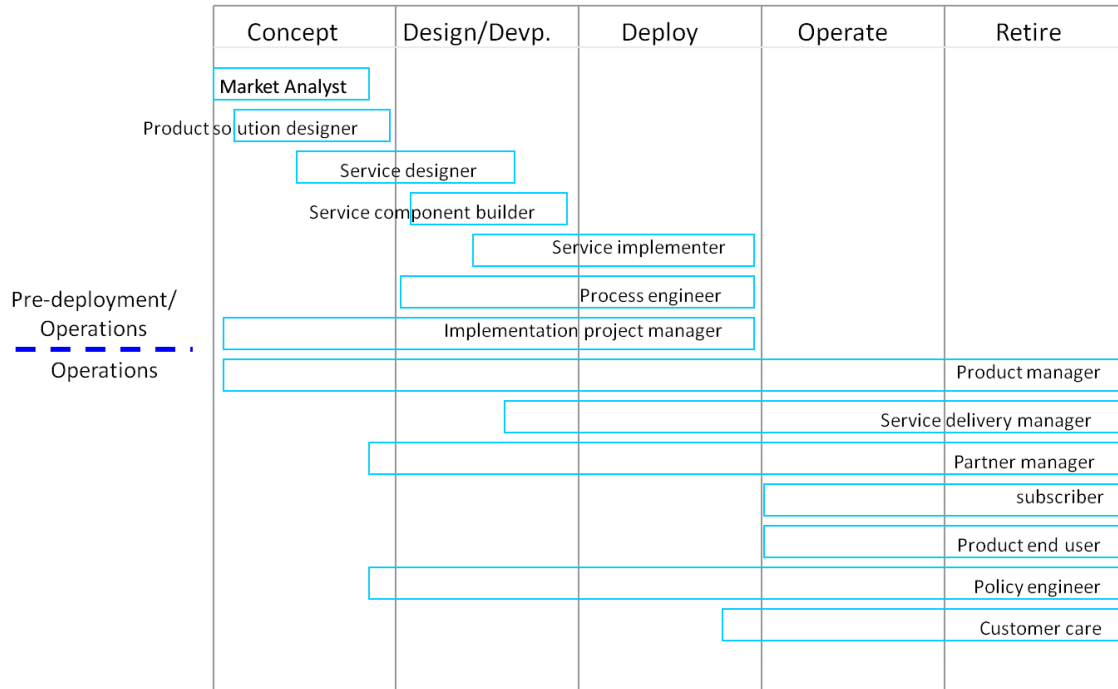 Concept
Design/Devp.
Deploy
Operate
Retire
Market Analyst
Product solution designer
Service designer
Service component builder
Service implementer
Process engineer
Implementation project manager
Pre-deployment/
Operations
Operations
Product manager
Service delivery manager
Partner manager
subscriber
Product end user
Policy engineer
Customer care